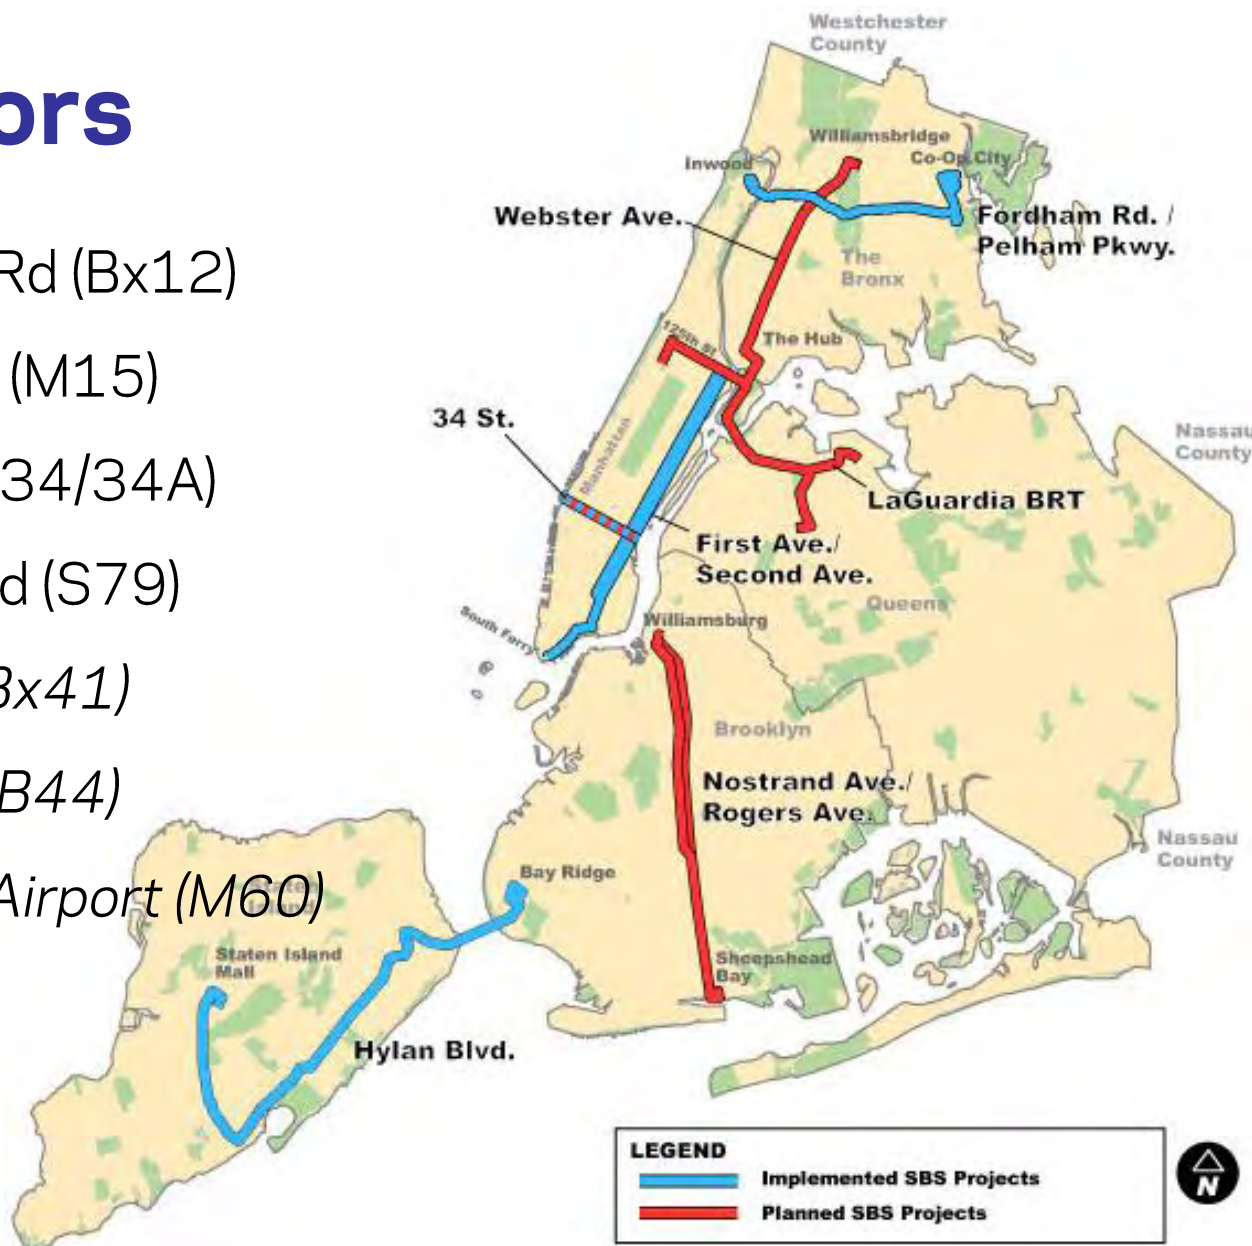 ors
Rd (Bx12)
(M15)
34/34A)
d (S79)
Bx41)
B44)
Airport (M60)
Westchester
County
Williamsbridge
Inwood
Co-Op City
Webster Ave.
Fordham Rd. /
Pelham Pkwy.
The
Bronx
125th St
The Hub
34 St.
Manhattan
Nassau
County
LaGuardia BRT
First Ave./
Second Ave.
Queens
South Ferry
Williamsburg
Brooklyn
Nostrand Ave./
Rogers Ave.
Nassau
County
Bay Ridge
Staten
Island
Staten Island
Mall
Sheepshead
Bay
Hylan Blvd.
LEGEND
Implemented SBS Projects
Planned SBS Projects
N